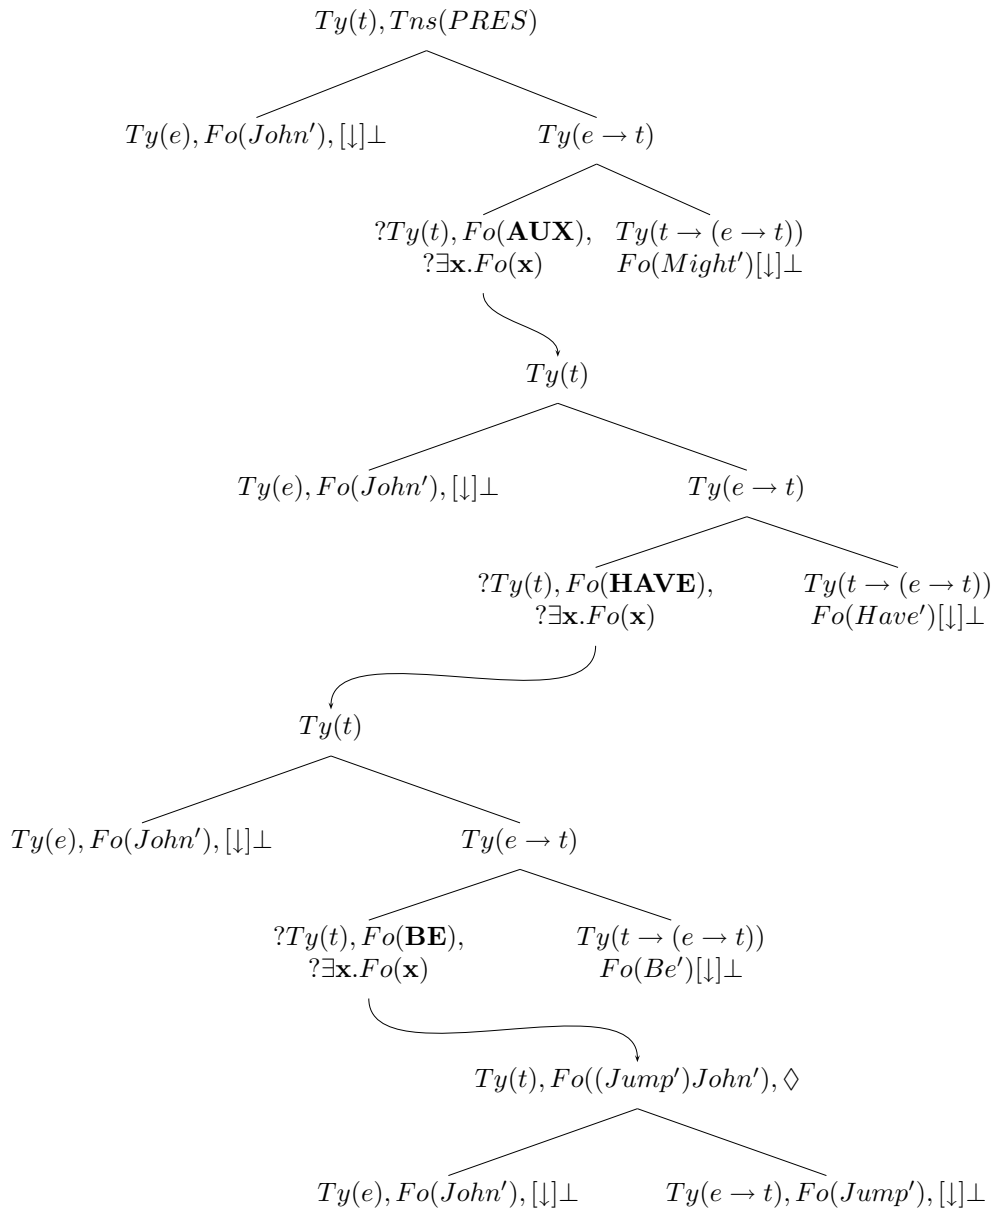 Ty(t), Tns(PRES)
Ty(e), Fo(John′), [↓]⊥ Ty(e → t)
?Ty(t), Fo(AUX), Ty(t → (e → t))
?∃x.Fo(x) Fo(Might′)[↓]⊥
Ty(t)
Ty(e), Fo(John′), [↓]⊥ Ty(e → t)
?Ty(t), Fo(HAVE), Ty(t → (e → t))
?∃x.Fo(x) Fo(Have′)[↓]⊥
Ty(t)
Ty(e), Fo(John′), [↓]⊥ Ty(e → t)
?Ty(t), Fo(BE), Ty(t → (e → t))
?∃x.Fo(x) Fo(Be′)[↓]⊥
Ty(t), Fo((Jump′)John′), ◊
Ty(e), Fo(John′), [↓]⊥ Ty(e → t), Fo(Jump′), [↓]⊥